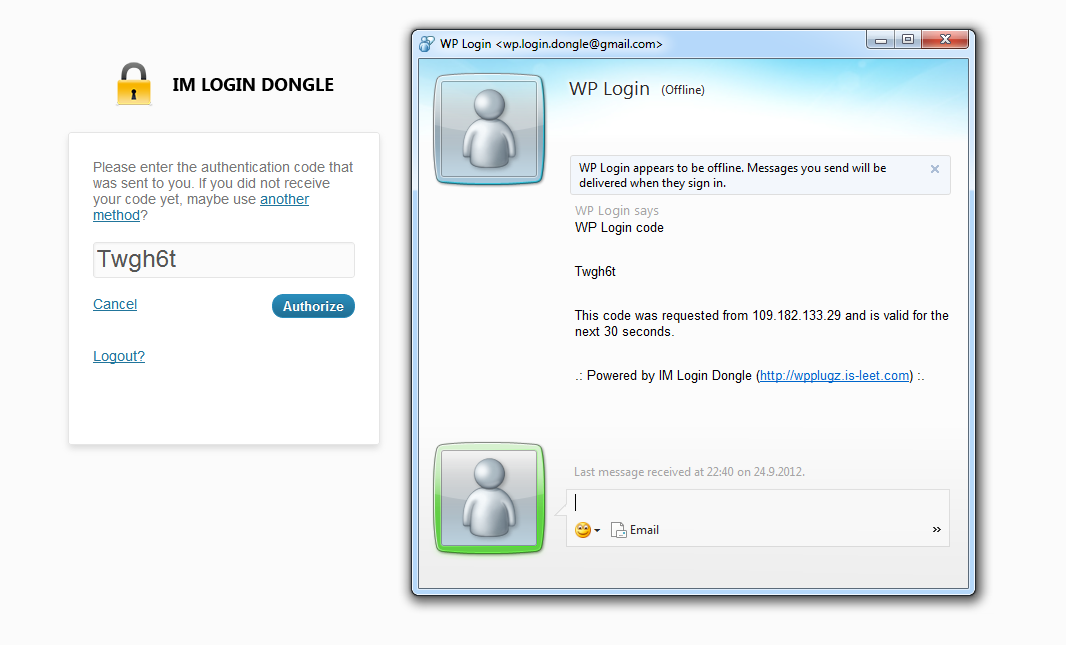 IM LOGIN DONGLE
Please enter the authentication code that
was sent to you. If you did not receive
your code yet, maybe use another
method?
Twgh6t
Cancel
Authorize
Logout?
WP Login <wp.login.dongle@gmail.com>
WP Login (Offline)
WP Login appears to be offline. Messages you send will be
delivered when they sign in.
WP Login says
WP Login code
Twgh6t
This code was requested from 109.182.133.29 and is valid for the
next 30 seconds.
.: Powered by IM Login Dongle (http://wpplugz.is-leet.com) :.
Last message received at 22:40 on 24.9.2012.
Email
»